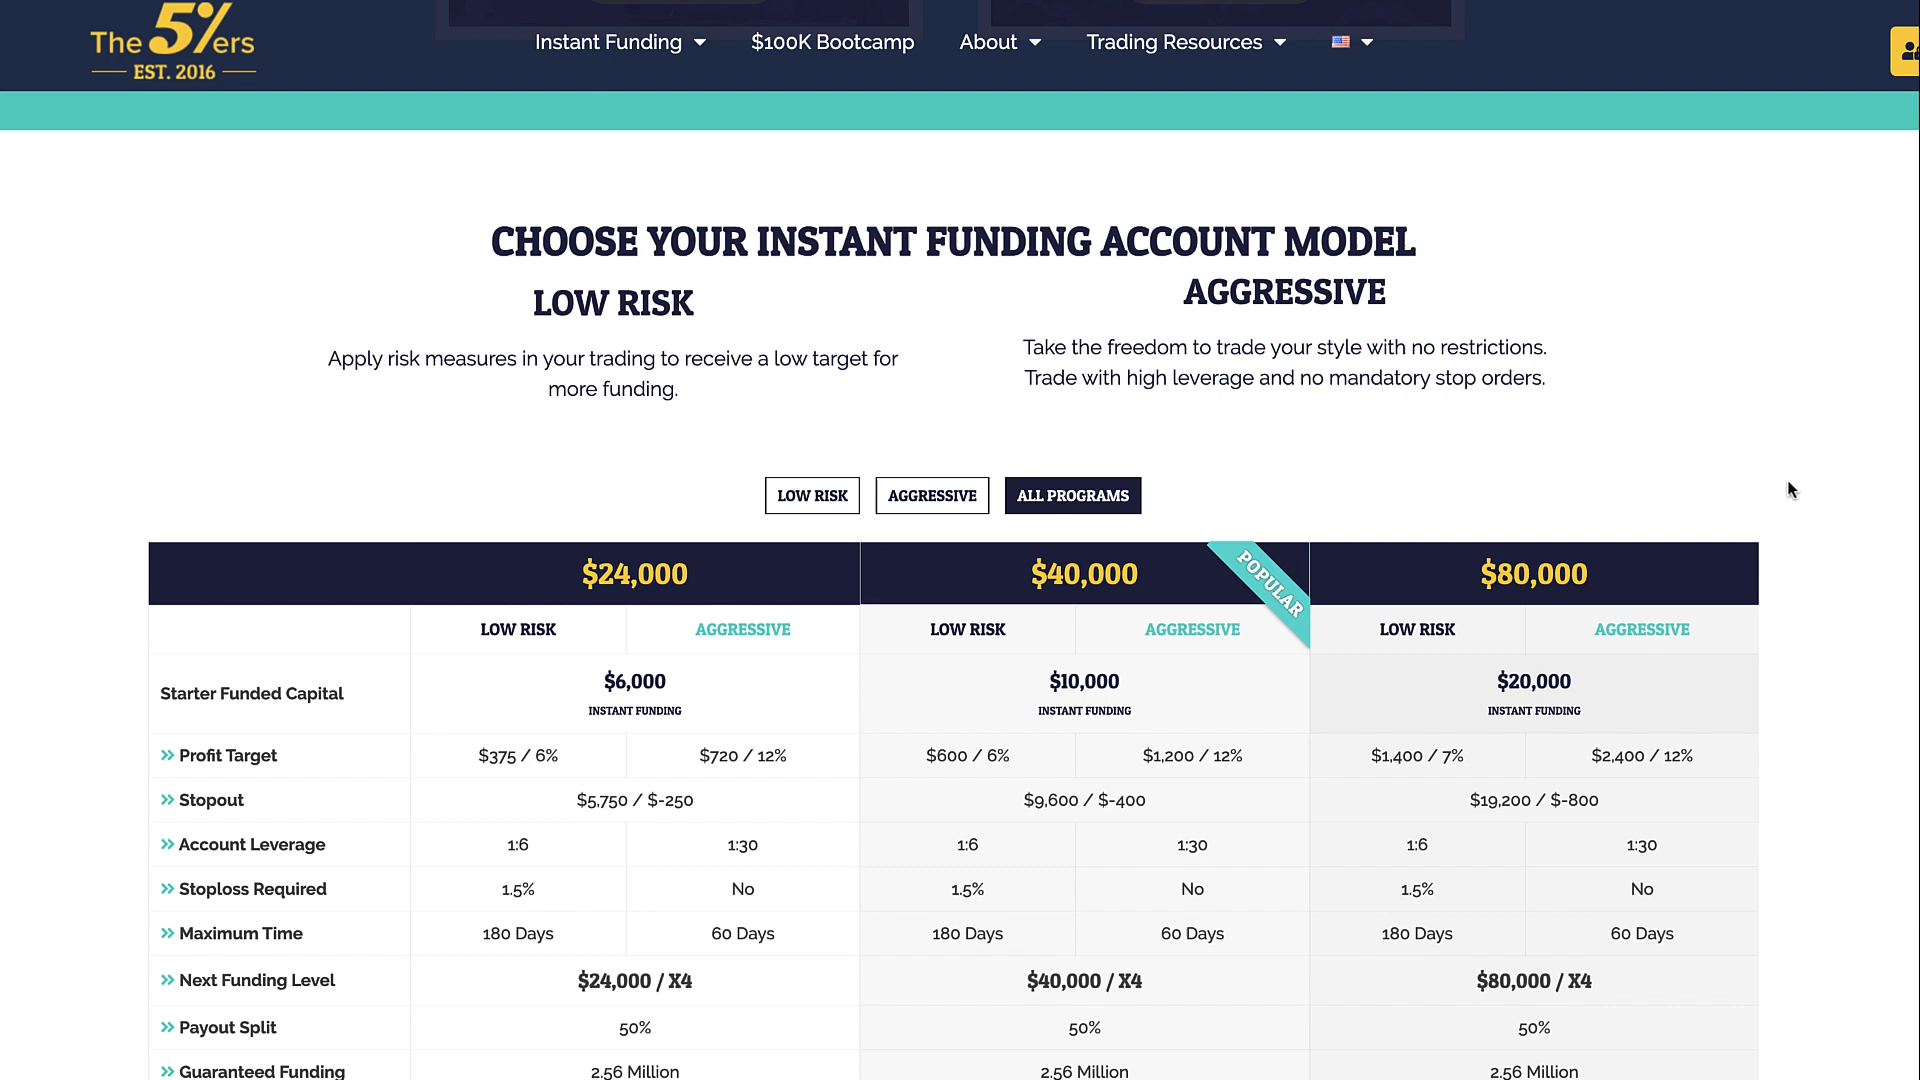 The 5%ers
EST. 2016
Instant Funding
$100K Bootcamp
About
Trading Resources
CHOOSE YOUR INSTANT FUNDING ACCOUNT MODEL
LOW RISK
Apply risk measures in your trading to receive a low target for
more funding.
AGGRESSIVE
Take the freedom to trade your style with no restrictions.
Trade with high leverage and no mandatory stop orders.
LOW RISK AGGRESSIVE ALL PROGRAMS
$24,000 $40,000 POPULAR $80,000
LOW RISK AGGRESSIVE LOW RISK AGGRESSIVE LOW RISK AGGRESSIVE
Starter Funded Capital $6,000 $10,000 $20,000
INSTANT FUNDING INSTANT FUNDING INSTANT FUNDING
» Profit Target $375 / 6% $720 / 12% $600 / 6% $1,200 / 12% $1,400 / 7% $2,400 / 12%
» Stopout $5,750 / $-250 $9,600 / $-400 $19,200 / $-800
» Account Leverage 1:6 1:30 1:6 1:30 1:6 1:30
» Stoploss Required 1.5% No 1.5% No 1.5% No
» Maximum Time 180 Days 60 Days 180 Days 60 Days 180 Days 60 Days
» Next Funding Level $24,000 / X4 $40,000 / X4 $80,000 / X4
» Payout Split 50% 50% 50%
» Guaranteed Funding 2.56 Million 2.56 Million 2.56 Million